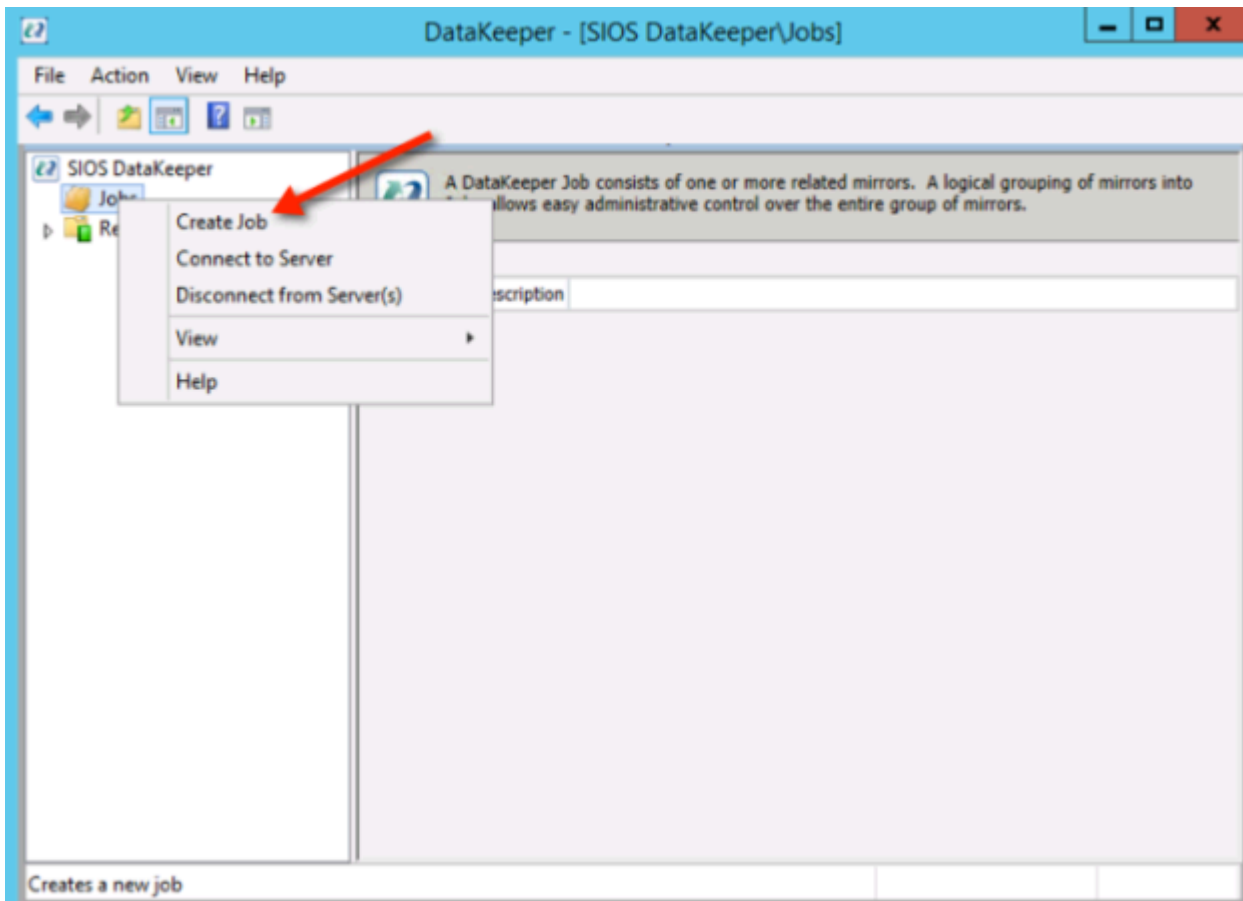 DataKeeper - [SIOS DataKeeper\Jobs]
File Action View Help
SIOS DataKeeper
Jobs
Re
A DataKeeper Job consists of one or more related mirrors. A logical grouping of mirrors into
allows easy administrative control over the entire group of mirrors.
Create Job
Connect to Server
Disconnect from Server(s)
escription
View
Help
Creates a new job